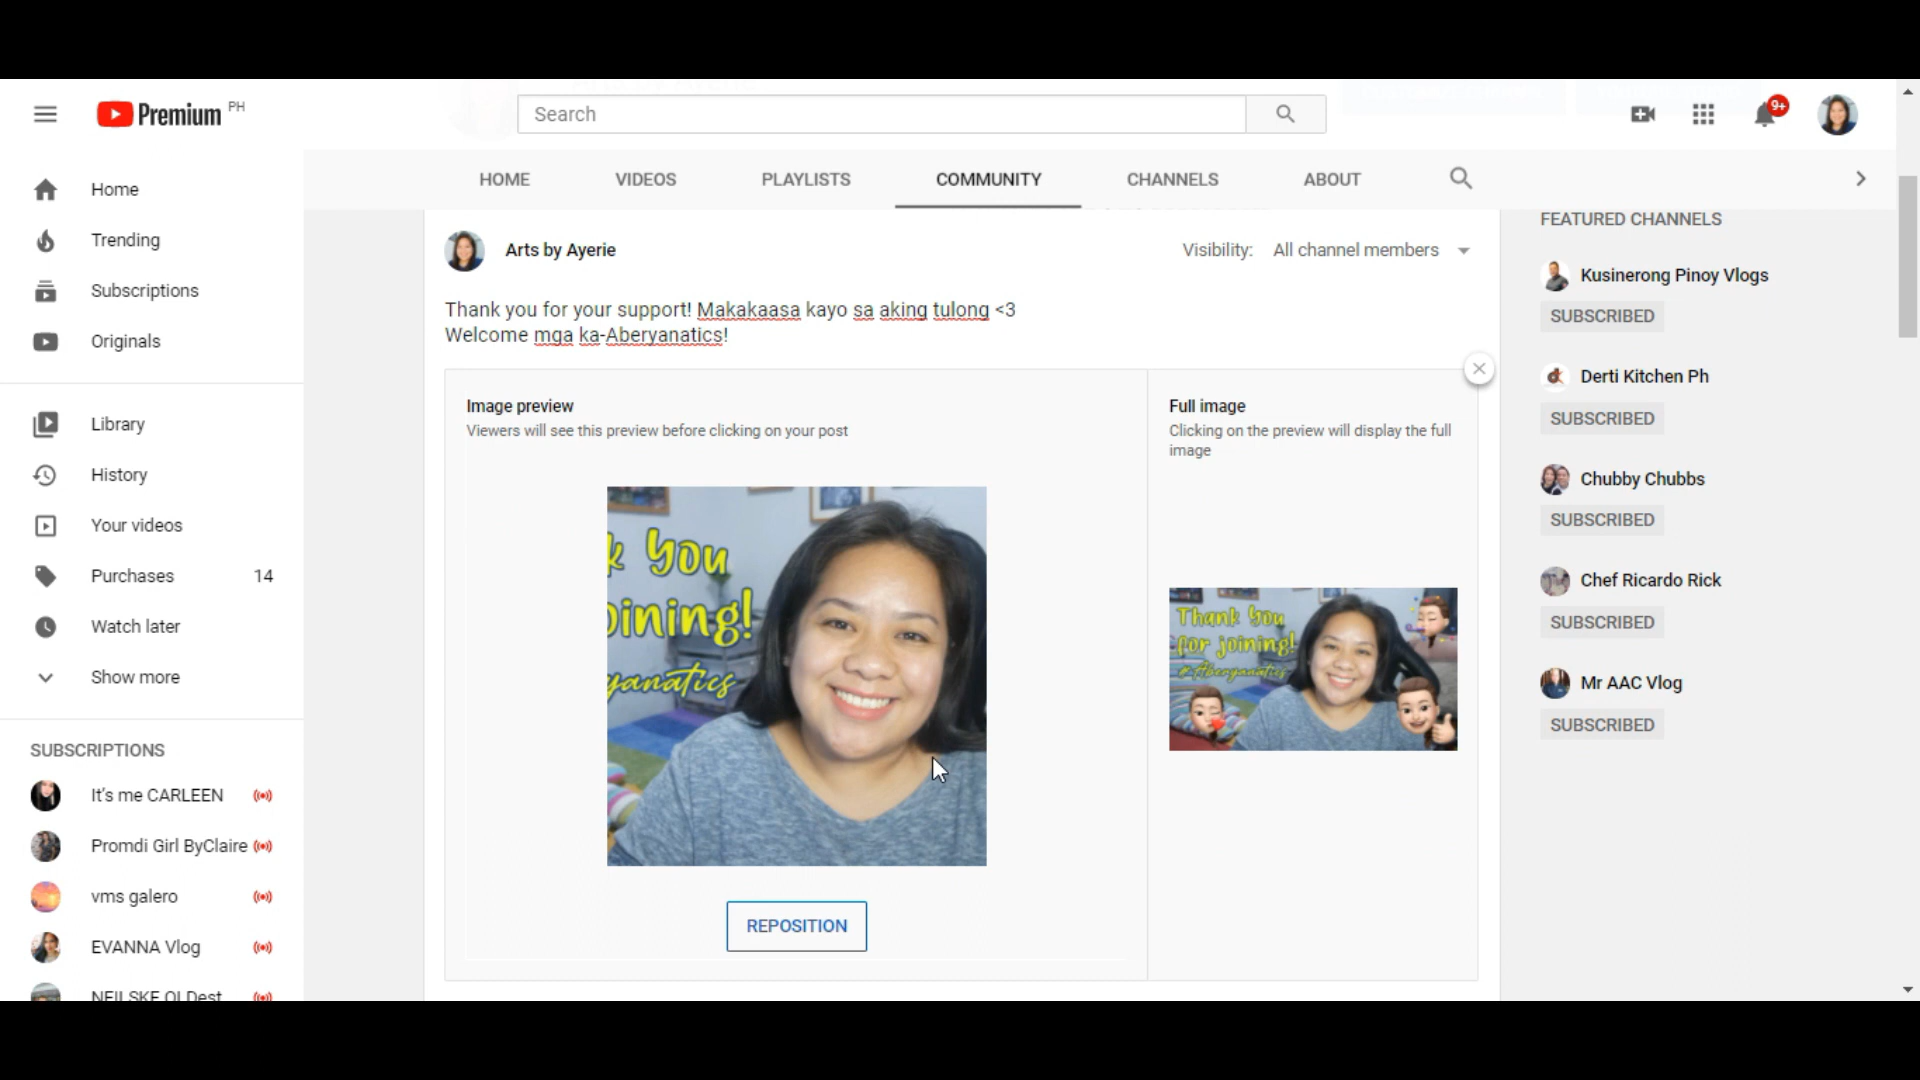 Premium PH
Search
9+
HOME VIDEOS PLAYLISTS COMMUNITY CHANNELS ABOUT
Home
Trending
Subscriptions
Originals
Library
History
Your videos
Purchases 14
Watch later
Show more
SUBSCRIPTIONS
It's me CARLEEN
Promdi Girl ByClaire
vms galero
EVANNA Vlog
Arts by Ayerie
Visibility: All channel members
Thank you for your support! Makakaasa kayo sa aking tulong <3
Welcome mga ka-Aberyanatics!
Image preview
Viewers will see this preview before clicking on your post
k You
oining!
yanatics
REPOSITION
Full image
Clicking on the preview will display the full
image
Thank You
for joining!
#Aberyanatics
FEATURED CHANNELS
Kusinerong Pinoy Vlogs
SUBSCRIBED
Derti Kitchen Ph
SUBSCRIBED
Chubby Chubbs
SUBSCRIBED
Chef Ricardo Rick
SUBSCRIBED
Mr AAC Vlog
SUBSCRIBED